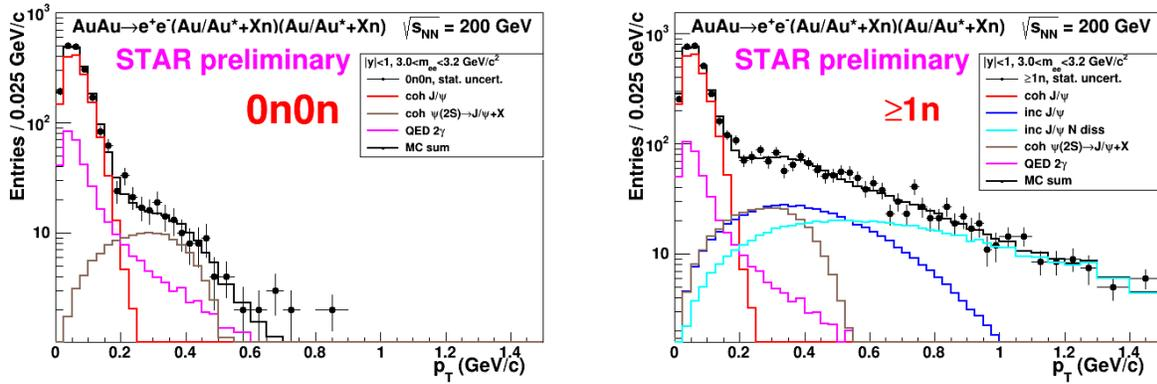 AuAu→e⁺e⁻(Au/Au*+Xn)(Au/Au*+Xn) √s_NN = 200 GeV
STAR preliminary
0n0n
|y|<1, 3.0<m_ee<3.2 GeV/c²
0n0n, stat. uncert.
coh J/ψ
coh ψ(2S)→J/ψ+X
QED 2γ
MC sum
Entries / 0.025 GeV/c
10³
10²
10
0 0.2 0.4 0.6 0.8 1 1.2 1.4
p_T (GeV/c)
AuAu→e⁺e⁻(Au/Au*+Xn)(Au/Au*+Xn) √s_NN = 200 GeV
STAR preliminary
≥1n
|y|<1, 3.0<m_ee<3.2 GeV/c²
≥1n, stat. uncert.
coh J/ψ
inc J/ψ
inc J/ψ N diss
coh ψ(2S)→J/ψ+X
QED 2γ
MC sum
Entries / 0.025 GeV/c
10³
10²
10
0 0.2 0.4 0.6 0.8 1 1.2 1.4
p_T (GeV/c)